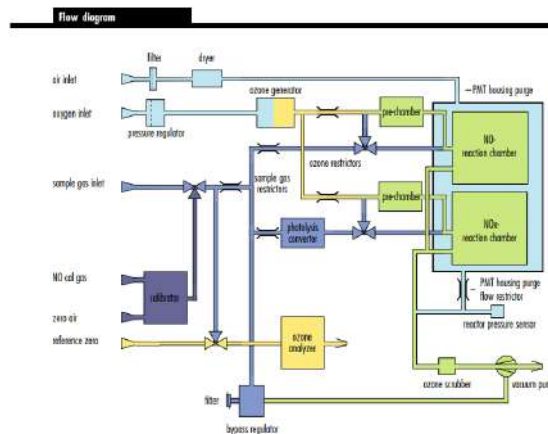 Flow diagram
filter
dryer
air inlet
ozone generator
PMT housing purge
oxygen inlet
pre-chamber
pressure regulator
NO-
reaction chamber
ozone restrictors
sample gas inlet
sample gas
restrictors
pre-chamber
photolysis
converter
NOx-
reaction chamber
NO cal gas
calibrator
PMT housing purge
flow restrictor
zero air
reactor pressure sensor
reference zero
ozone
analyzer
ozone scrubber
vacuum pu
filter
bypass regulator